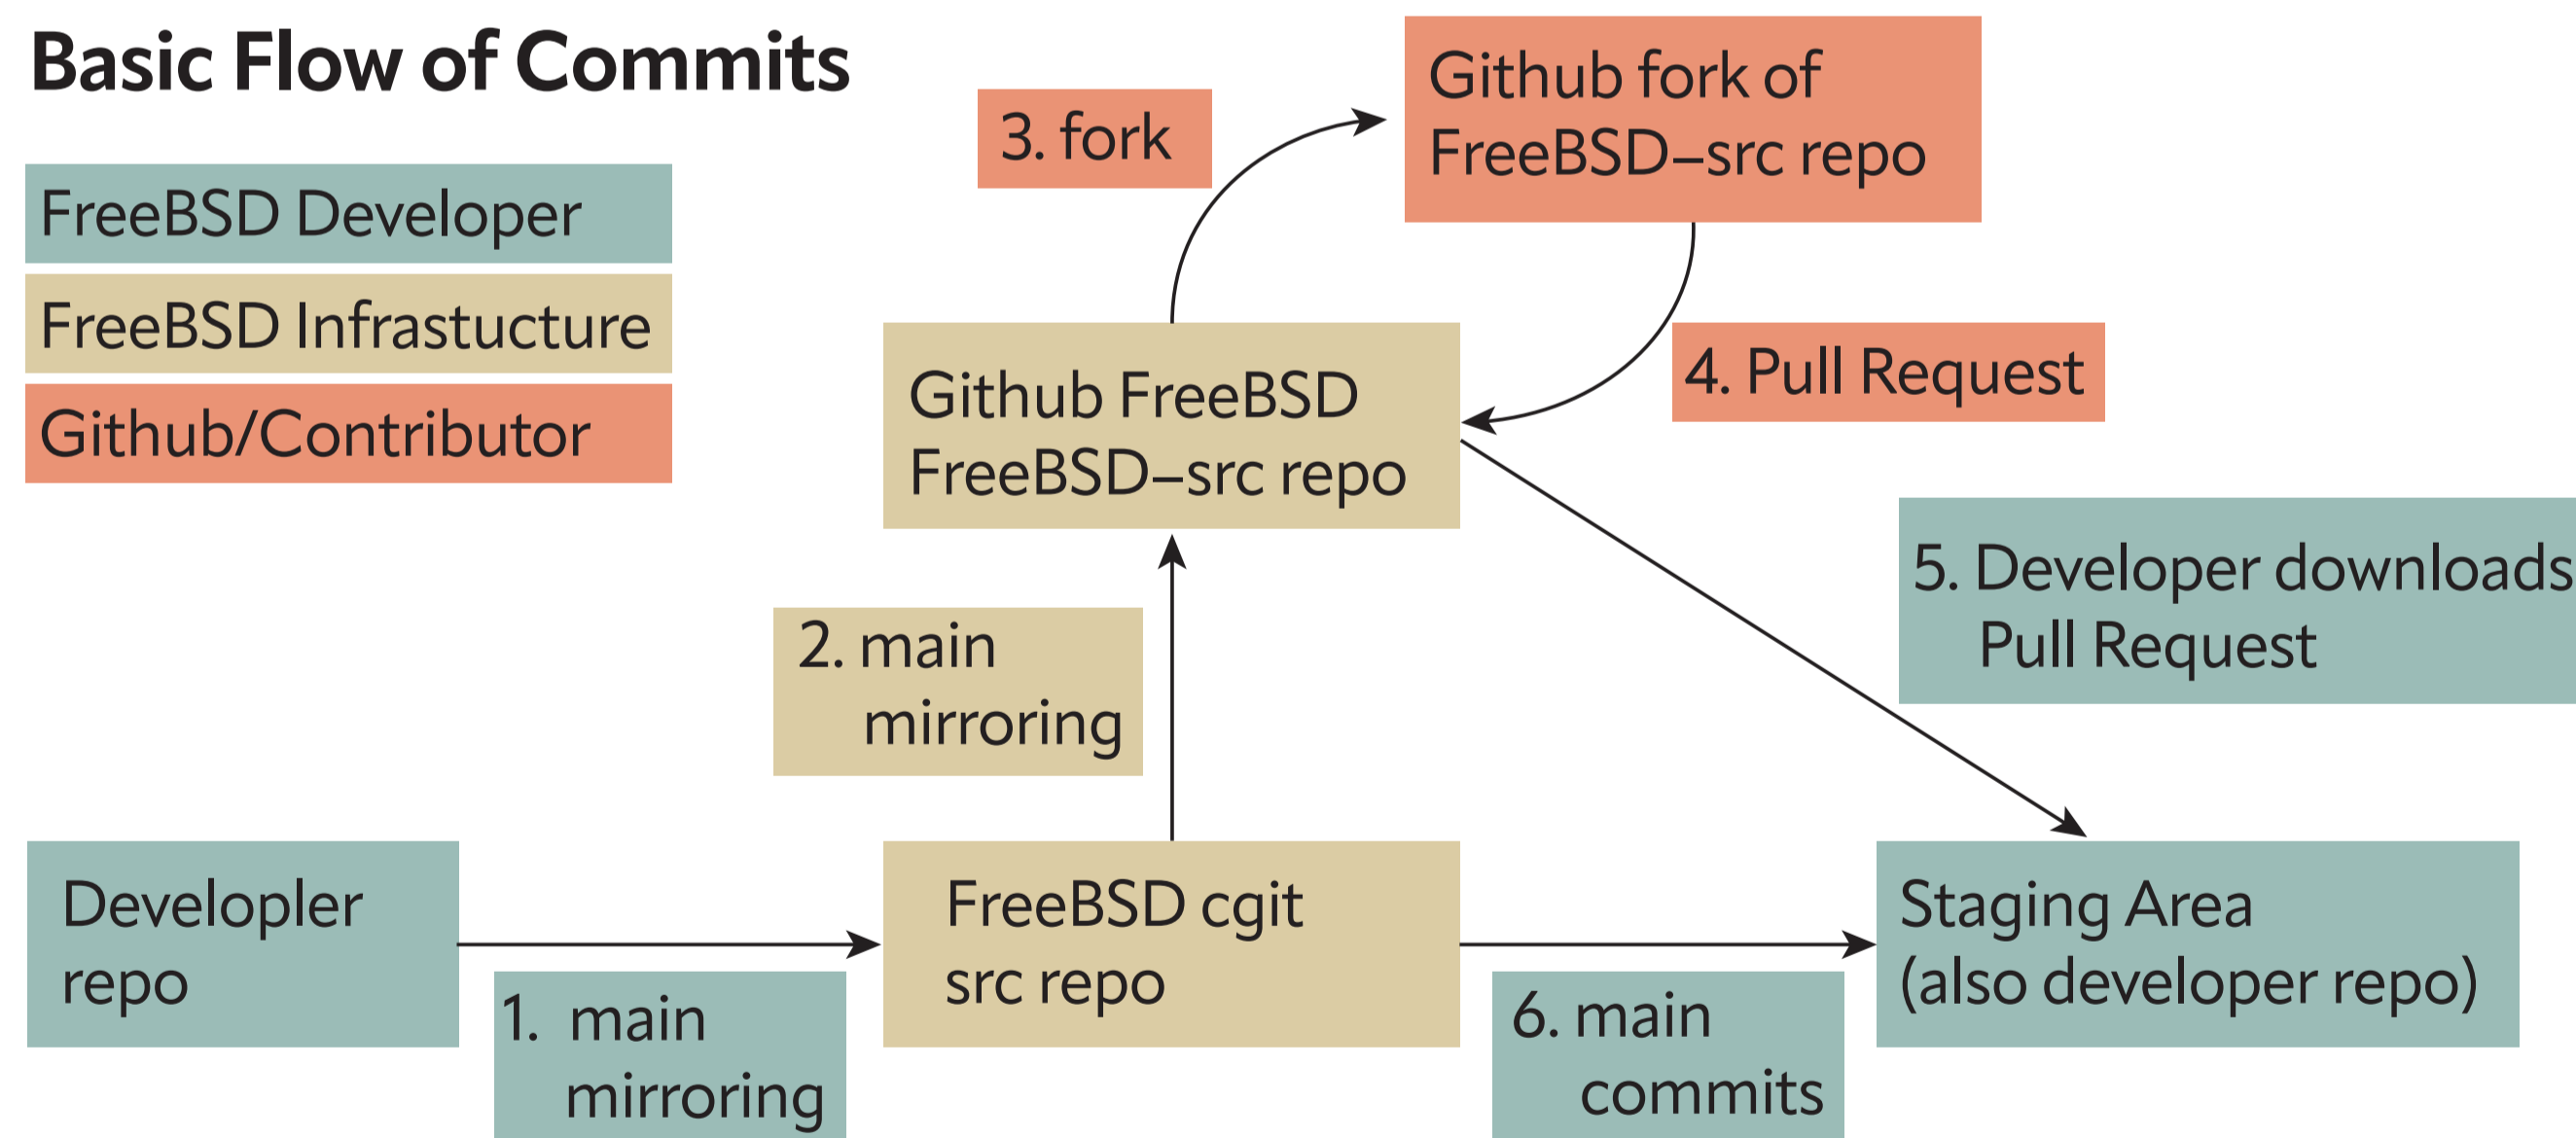 Basic Flow of Commits
FreeBSD Developer
FreeBSD Infrastucture
Github/Contributor
3. fork
Github fork of
FreeBSD–src repo
4. Pull Request
Github FreeBSD
FreeBSD–src repo
5. Developer downloads
Pull Request
2. main
mirroring
Developler
repo
1. main
mirroring
FreeBSD cgit
src repo
6. main
commits
Staging Area
(also developer repo)